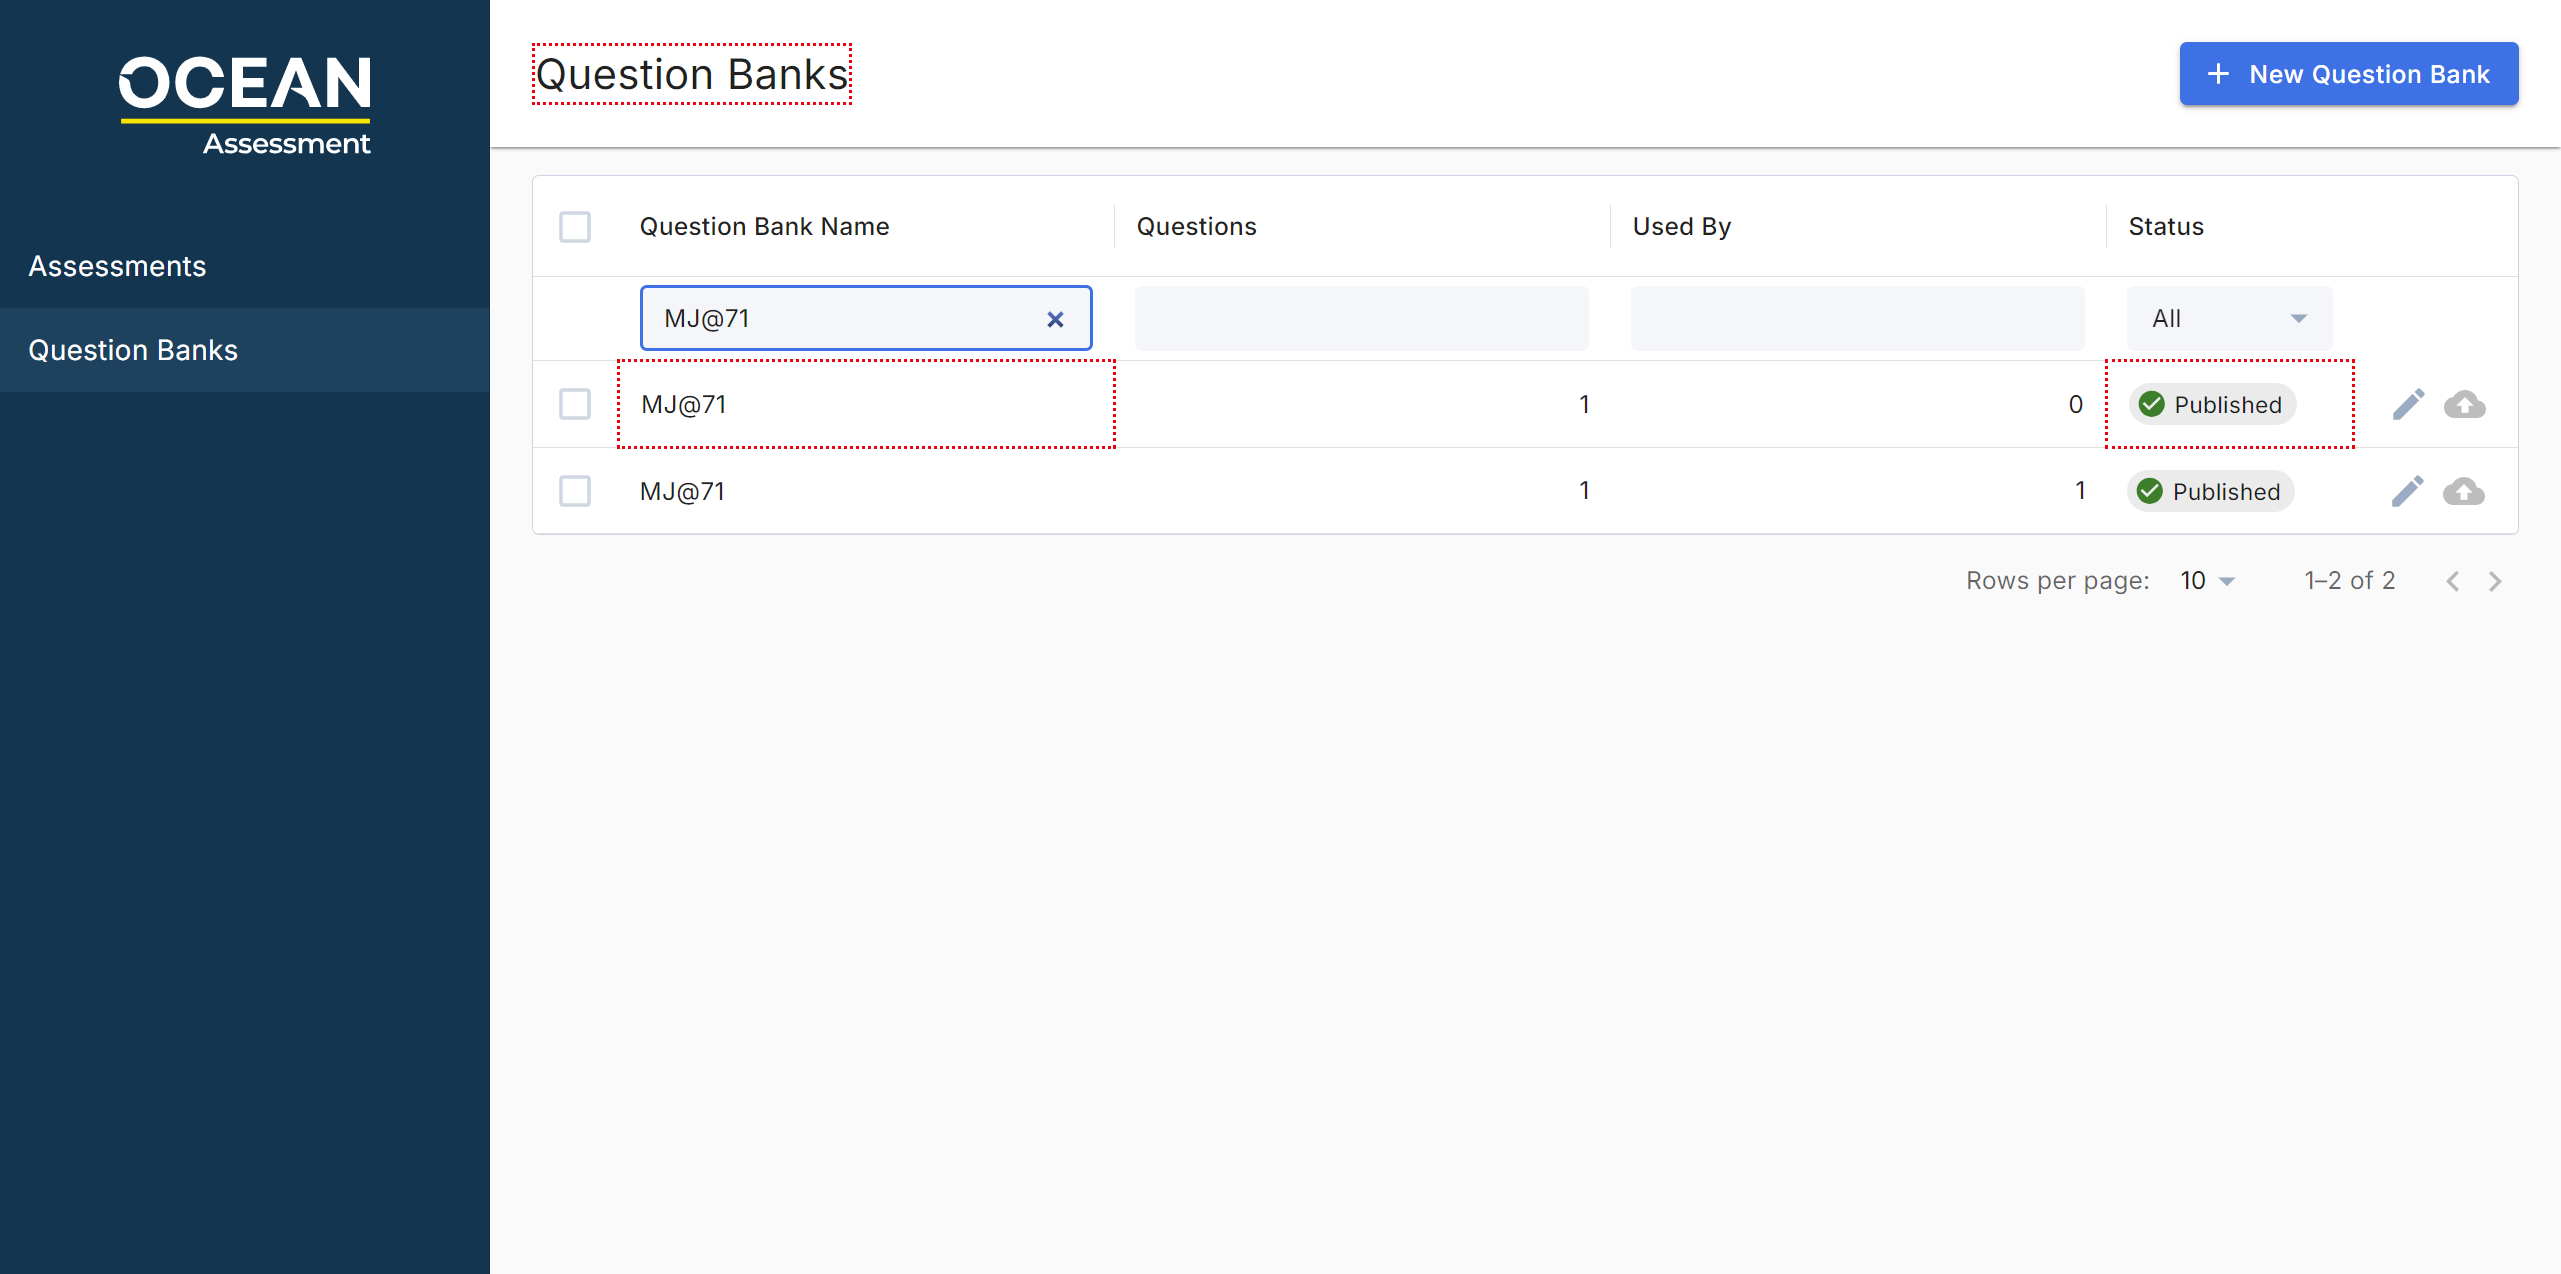 OCEAN
Assessment
Assessments
Question Banks
Question Banks
New Question Bank
Question Bank Name Questions Used By Status
MJ@71 All
MJ@71 1 0 Published
MJ@71 1 1 Published
Rows per page: 10 1–2 of 2